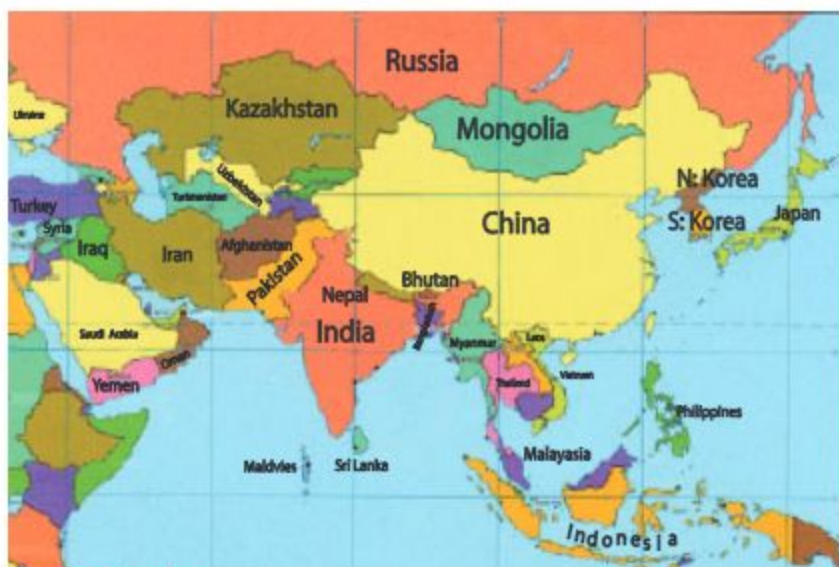 Russia
Kazakhstan
Ukraine
Mongolia
Uzbekistan
N: Korea
Turkey
Turkmenistan
China
S: Korea
Japan
Syria
Iraq
Iran
Afghanistan
Pakistan
Bhutan
Nepal
India
Bangladesh
Saudi Arabia
Oman
Myanmar
Laos
Yemen
Thailand
Vietnam
Philippines
Maldvies
Sri Lanka
Malayasia
Indonesia